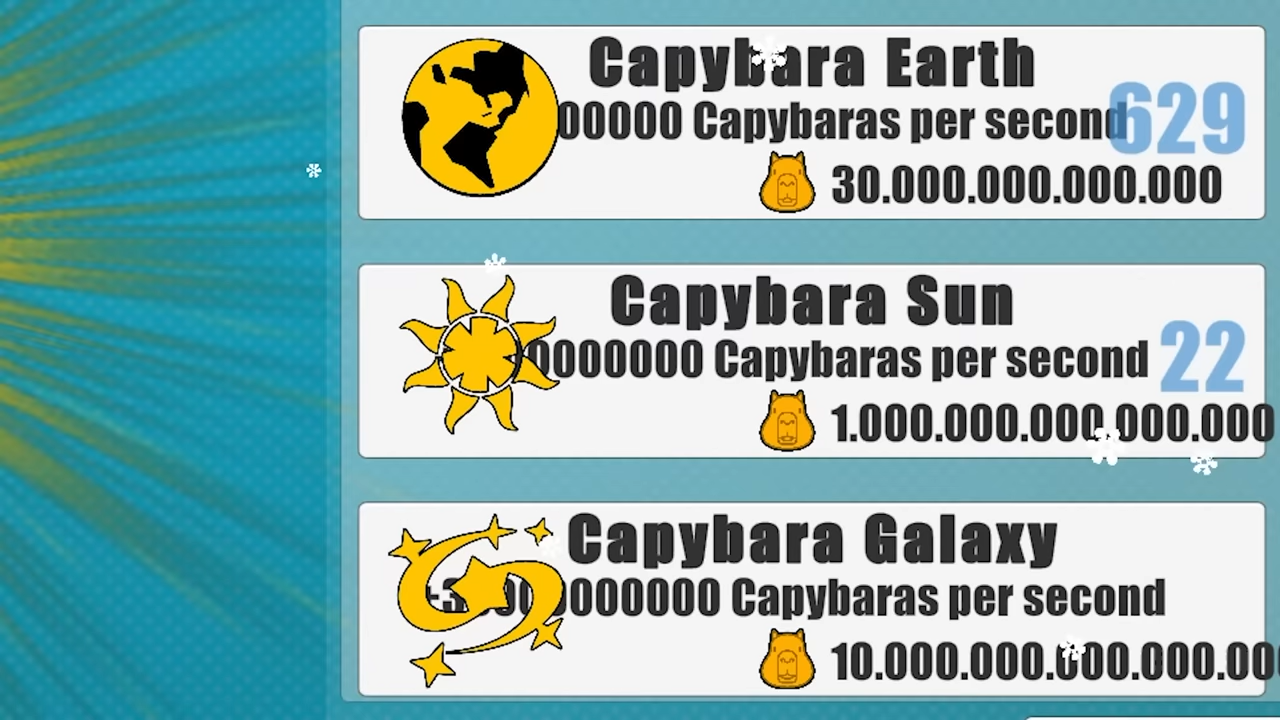 Capybara Earth
00000 Capybaras per second
629
30.000.000.000.000
Capybara Sun
0000000 Capybaras per second
22
1.000.000.000.000.000
Capybara Galaxy
Capybaras per second
10.000.000.000.000.00